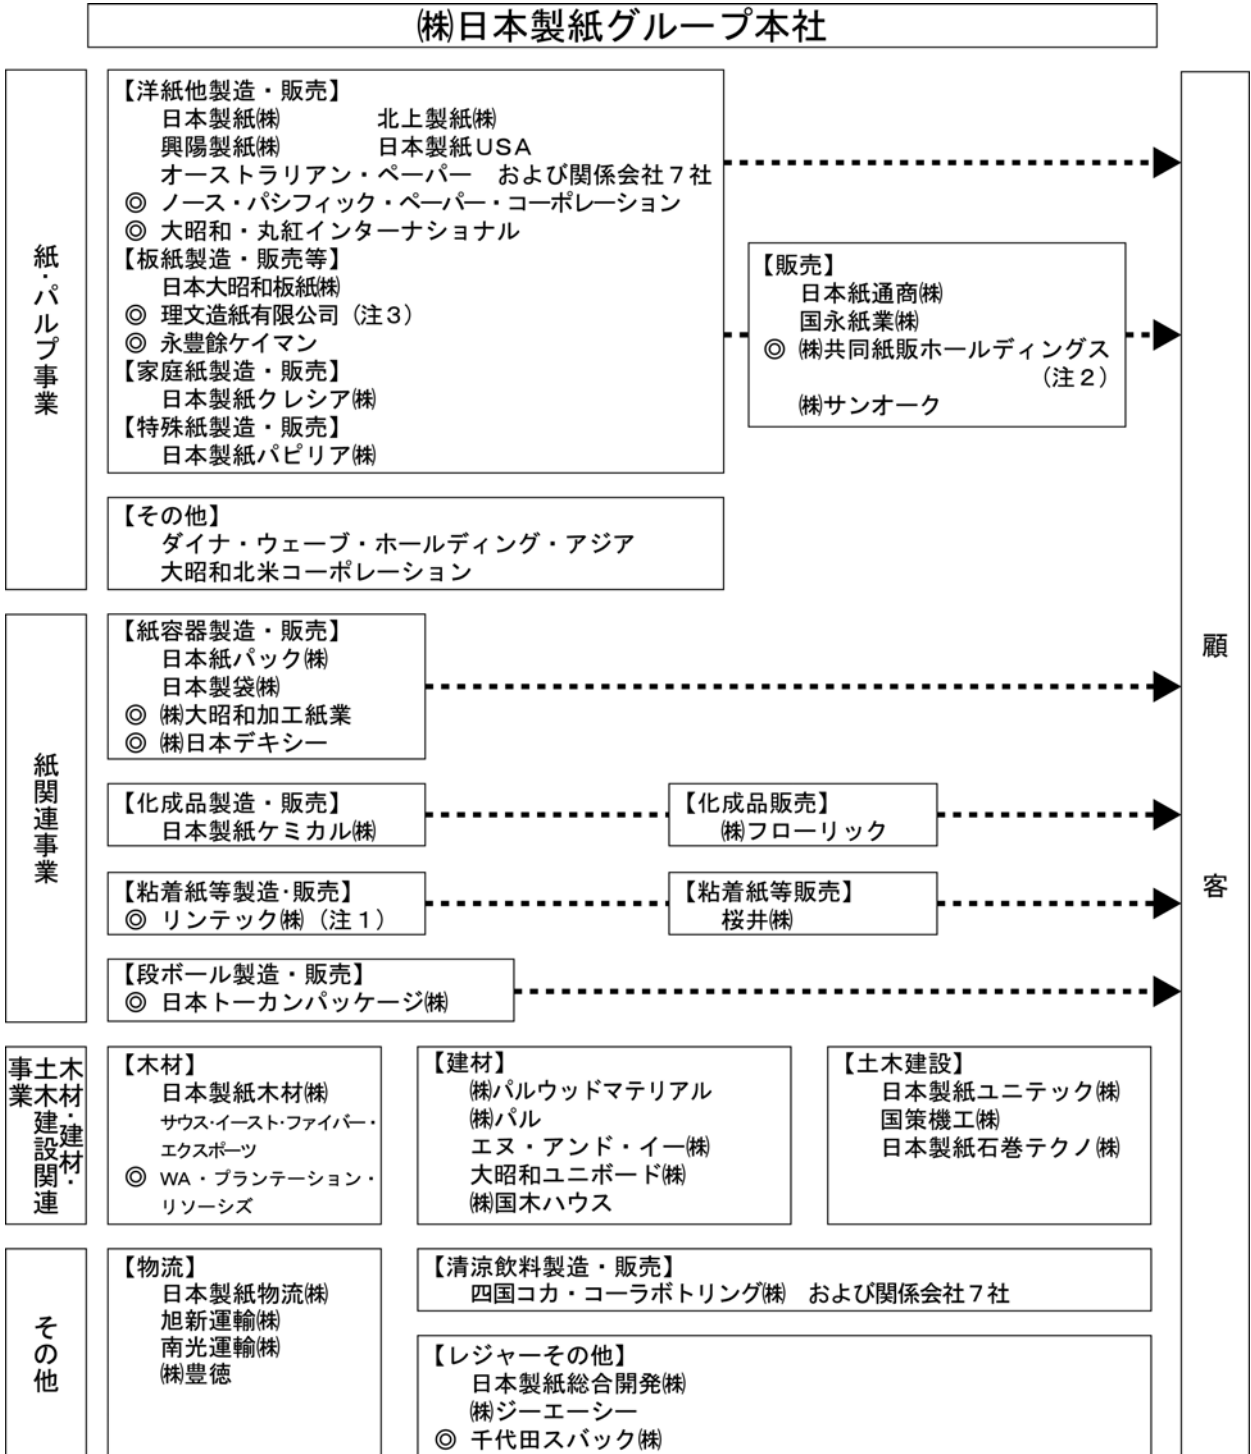 ㈱日本製紙グループ本社
紙・パルプ事業
【洋紙他製造・販売】
日本製紙㈱　北上製紙㈱
興陽製紙㈱　日本製紙USA
オーストラリアン・ペーパー　および関係会社7社
◎ ノース・パシフィック・ペーパー・コーポレーション
◎ 大昭和・丸紅インターナショナル
【板紙製造・販売等】
日本大昭和板紙㈱
◎ 理文造紙有限公司（注3）
◎ 永豊餘ケイマン
【家庭紙製造・販売】
日本製紙クレシア㈱
【特殊紙製造・販売】
日本製紙パピリア㈱
【販売】
日本紙通商㈱
国永紙業㈱
◎ ㈱共同紙販ホールディングス
（注2）
㈱サンオーク
【その他】
ダイナ・ウェーブ・ホールディング・アジア
大昭和北米コーポレーション
紙関連事業
【紙容器製造・販売】
日本紙パック㈱
日本製袋㈱
◎ ㈱大昭和加工紙業
◎ ㈱日本デキシー
【化成品製造・販売】
日本製紙ケミカル㈱
【化成品販売】
㈱フローリック
【粘着紙等製造・販売】
◎ リンテック㈱（注1）
【粘着紙等販売】
桜井㈱
【段ボール製造・販売】
◎ 日本トーカンパッケージ㈱
木材・建材・
土木建設関連
事業
【木材】
日本製紙木材㈱
サウス・イースト・ファイバー・
エクスポーツ
◎ WA・プランテーション・
リソーシズ
【建材】
㈱パルウッドマテリアル
㈱パル
エヌ・アンド・イー㈱
大昭和ユニボード㈱
㈱国木ハウス
【土木建設】
日本製紙ユニテック㈱
国策機工㈱
日本製紙石巻テクノ㈱
その他
【物流】
日本製紙物流㈱
旭新運輸㈱
南光運輸㈱
㈱豊徳
【清涼飲料製造・販売】
四国コカ・コーラボトリング㈱　および関係会社7社
【レジャーその他】
日本製紙総合開発㈱
㈱ジーエーシー
◎ 千代田スバック㈱
顧客